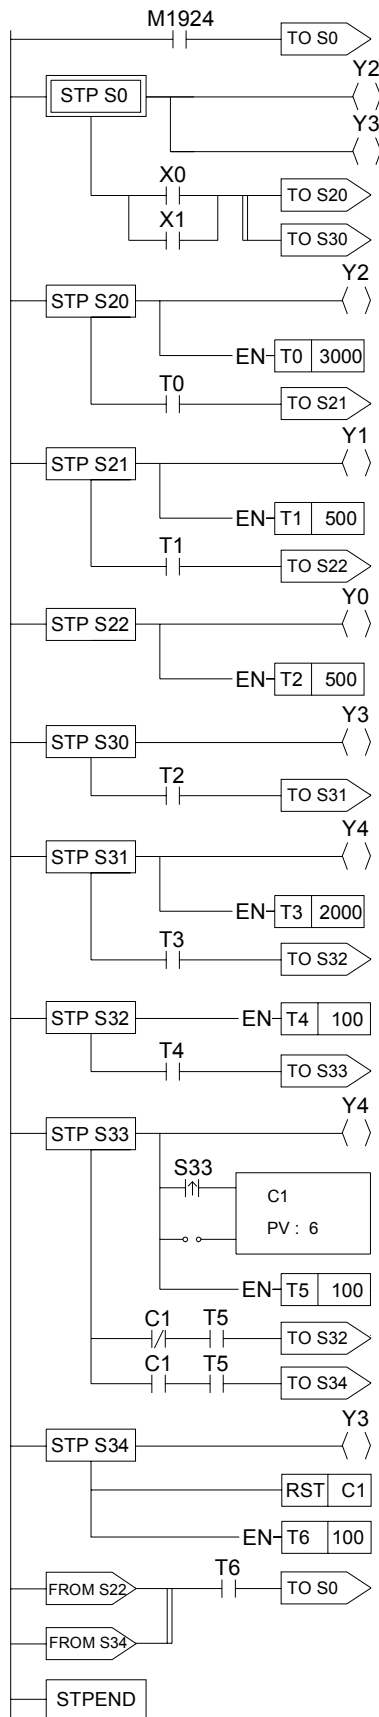 M1924
TO S0
STP S0
Y2
Y3
X0
TO S20
X1
TO S30
STP S20
Y2
EN T0 3000
T0
TO S21
STP S21
Y1
EN T1 500
T1
TO S22
STP S22
Y0
EN T2 500
STP S30
Y3
T2
TO S31
STP S31
Y4
EN T3 2000
T3
TO S32
STP S32
EN T4 100
T4
TO S33
STP S33
Y4
S33
C1
PV : 6
EN T5 100
C1 T5
TO S32
C1 T5
TO S34
STP S34
Y3
RST C1
EN T6 100
FROM S22
T6
TO S0
FROM S34
STPEND